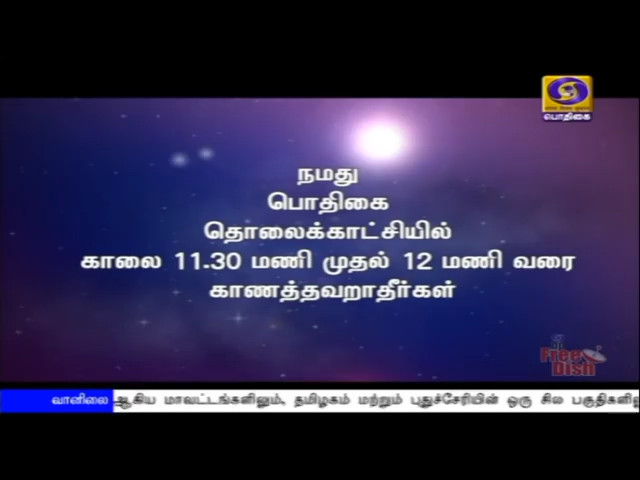 பொதிகை
நமது
பொதிகை
தொலைக்காட்சியில்
காலை 11.30 மணி முதல் 12 மணி வரை
காணத்தவறாதீர்கள்
Free
Dish
வானிலை ஆகிய மாவட்டங்களிலும், தமிழகம் மற்றும் புதுச்சேரியின் ஒரு சில பகுதிகளி